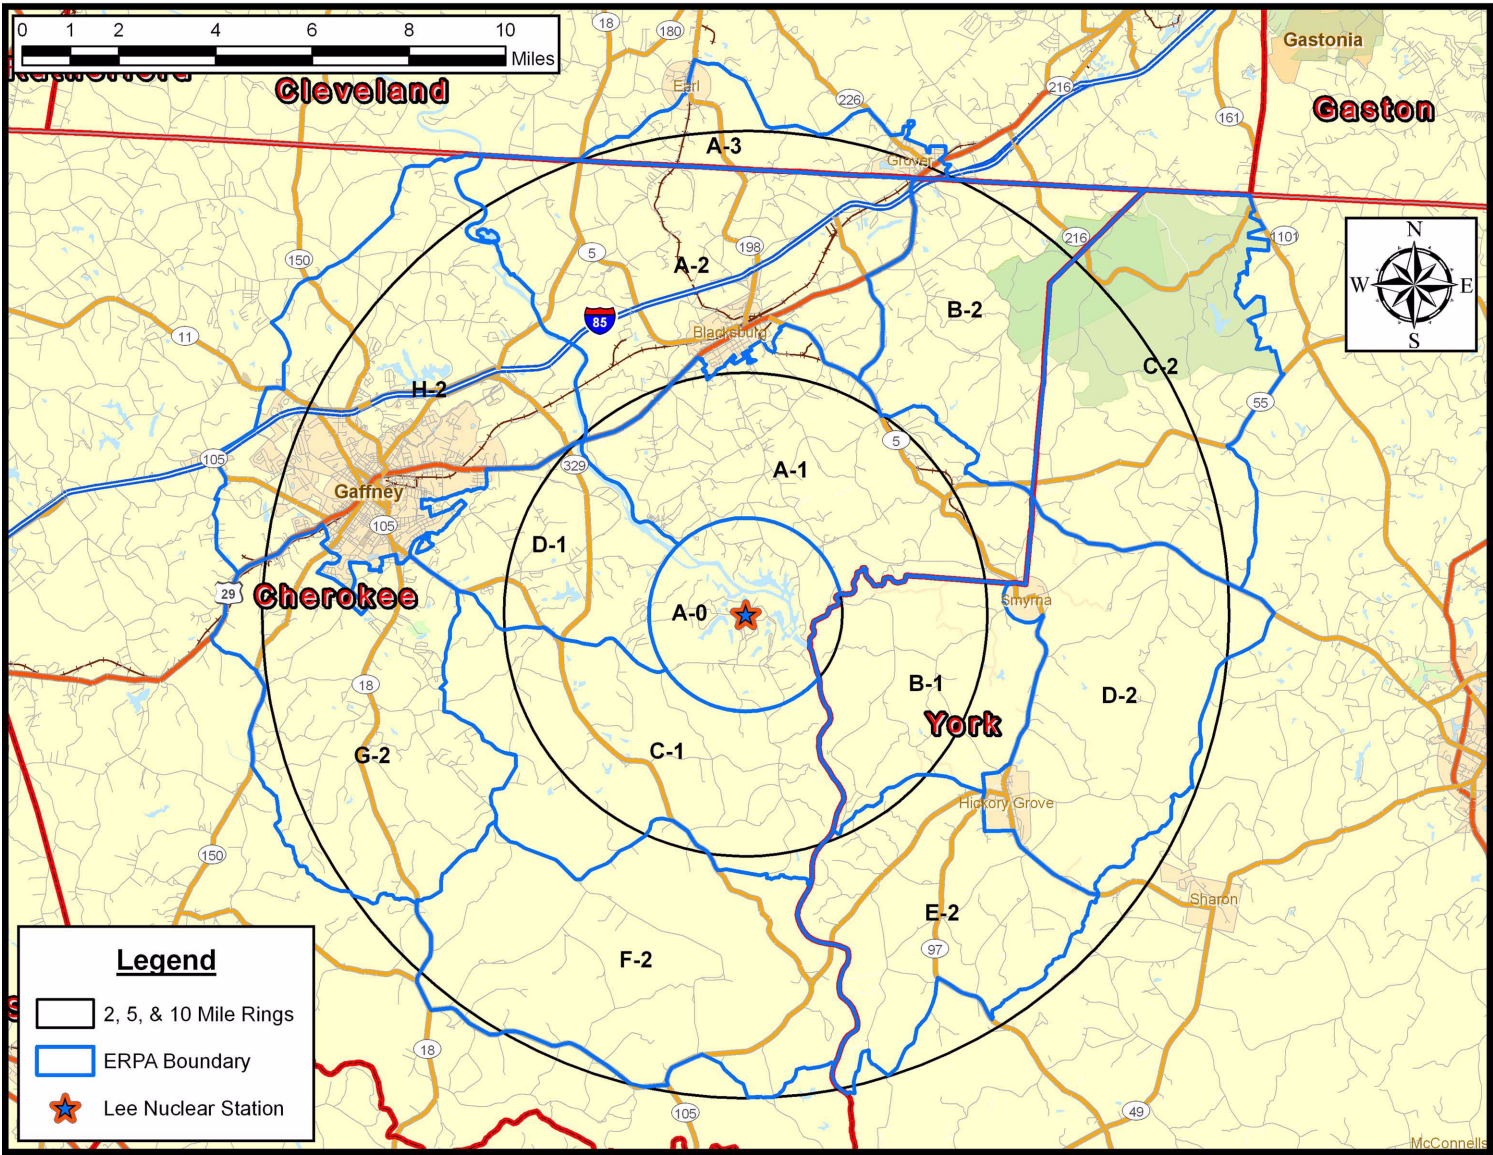 0 1 2 4 6 8 10
Miles
Rutherford
Cleveland
Gaston
Gastonia
18
180
Earl
226
216
161
A-3
Grover
N
W E
S
150
5
198
A-2
216
1101
85
B-2
11
Blacksburg
H-2
C-2
55
5
105
329
A-1
Gaffney
105
D-1
29
Cherokee
A-0
Smyrna
18
B-1
D-2
York
G-2
C-1
Hickory Grove
150
Sharon
E-2
97
F-2
Legend
2, 5, & 10 Mile Rings
ERPA Boundary
Lee Nuclear Station
18
105
49
McConnells